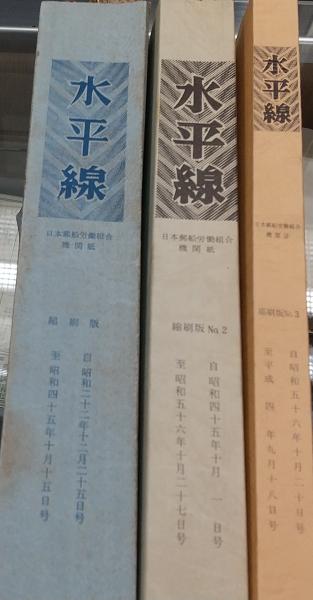 水平線
日本郵船労働組合
機関紙
縮刷版
自昭和二十二年十二月二十五日号
至昭和四十五年十月十五日号
水平線
日本郵船労働組合
機関紙
縮刷版 No.2
自昭和四十五年十月一日号
至昭和五十六年十月二十七日号
水平線
日本郵船労働組合
機関誌
縮刷版No.3
自昭和五十六年十月二十日号
至平成四年九月十八日号